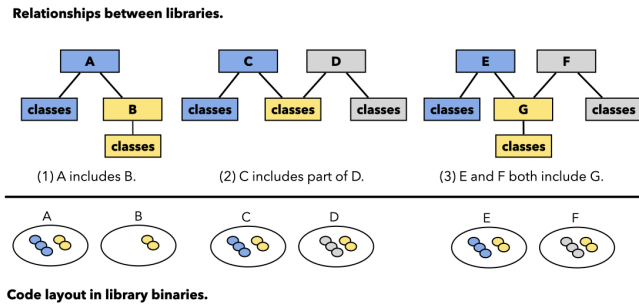 Relationships between libraries.
A
C
D
E
F
classes
B
classes
classes
classes
classes
G
classes
classes
classes
(1) A includes B.
(2) C includes part of D.
(3) E and F both include G.
A
B
C
D
E
F
Code layout in library binaries.